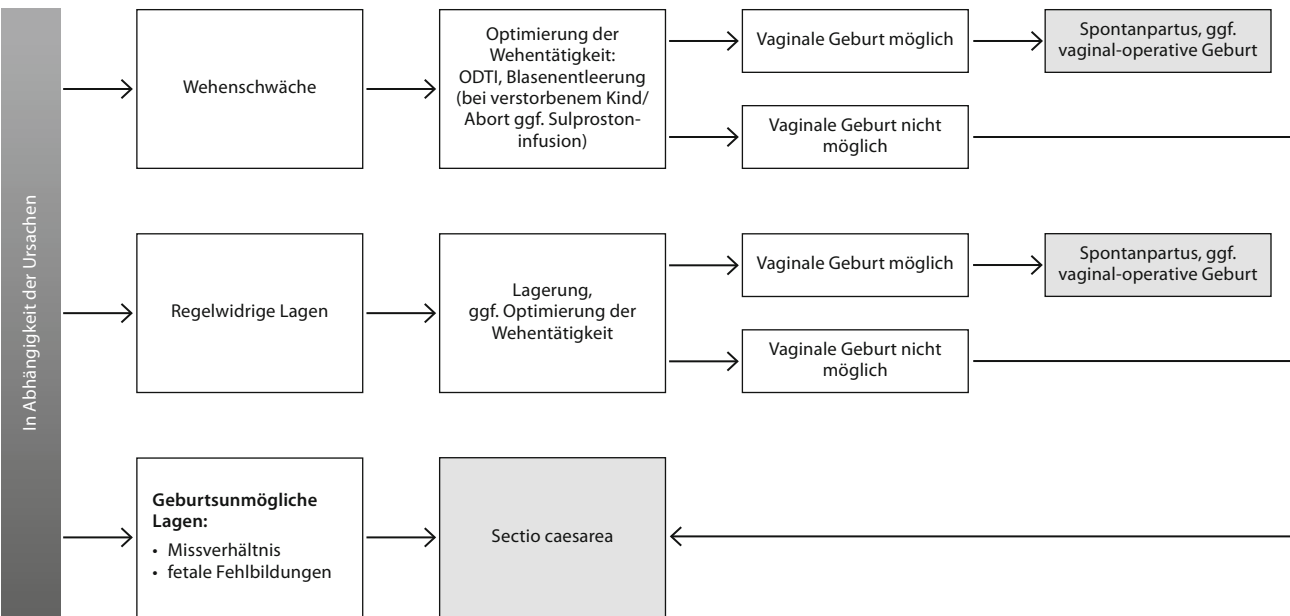 In Abhängigkeit der Ursachen
Wehenschwäche
Optimierung der
Wehentätigkeit:
ODTI, Blasenentleerung
(bei verstorbenem Kind/
Abort ggf. Sulproston-
infusion)
Vaginale Geburt möglich
Spontanpartus, ggf.
vaginal-operative Geburt
Vaginale Geburt nicht
möglich
Regelwidrige Lagen
Lagerung,
ggf. Optimierung der
Wehentätigkeit
Vaginale Geburt möglich
Spontanpartus, ggf.
vaginal-operative Geburt
Vaginale Geburt nicht
möglich
Geburtsunmögliche
Lagen:
• Missverhältnis
• fetale Fehlbildungen
Sectio caesarea